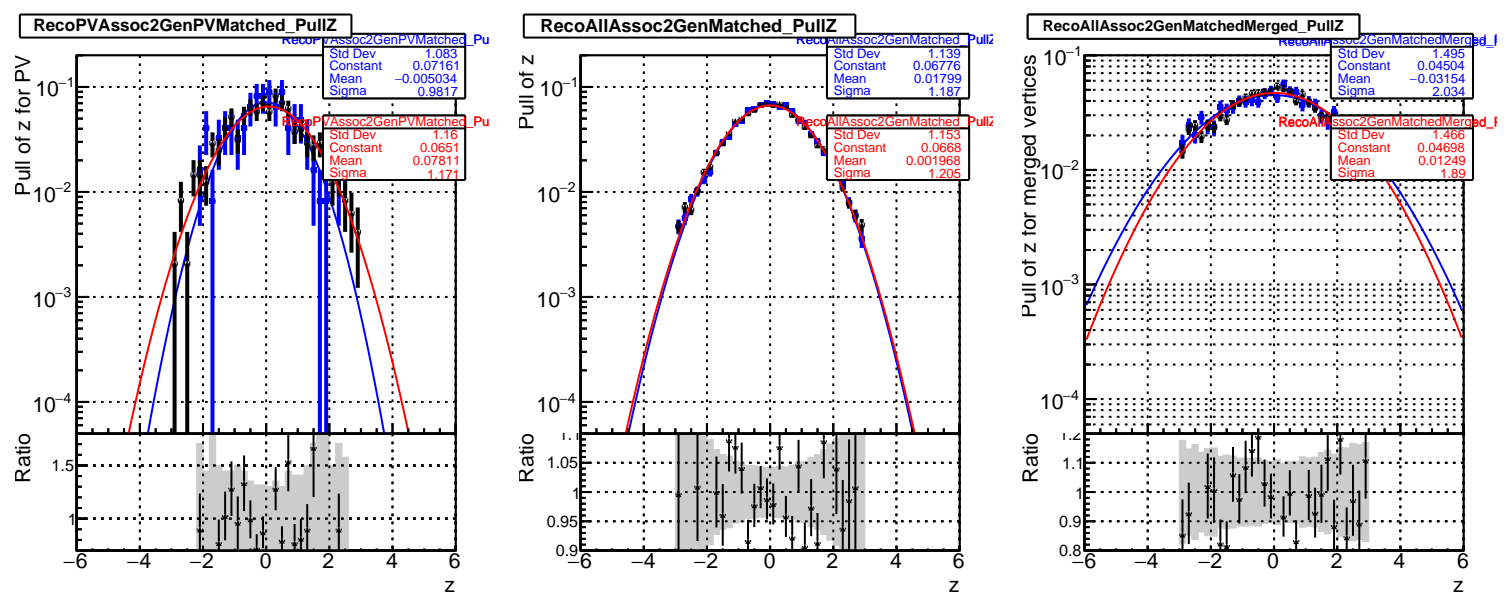 RecoPVAssoc2GenPVMatched_PullZ
RecoPVAssoc2GenPVMatched_Pu
Std Dev 1.083
Constant 0.07161
Mean −0.005034
Sigma 0.9817
RecoPVAssoc2GenPVMatched_Pu
Std Dev 1.16
Constant 0.0651
Mean 0.07811
Sigma 1.171
Pull of z for PV
10−1
10−2
10−3
10−4
Ratio
1.5
1
−6 −4 −2 0 2 4 6
z
RecoAllAssoc2GenMatched_PullZ
RecoAllAssoc2GenMatched_PullZ
Std Dev 1.139
Constant 0.06776
Mean 0.01799
Sigma 1.187
RecoAllAssoc2GenMatched_PullZ
Std Dev 1.153
Constant 0.0668
Mean 0.001968
Sigma 1.205
Pull of z
10−1
10−2
10−3
10−4
Ratio
1.1
1.05
1
0.95
0.9
−6 −4 −2 0 2 4 6
z
RecoAllAssoc2GenMatchedMerged_PullZ
RecoAllAssoc2GenMatchedMerged_P
Std Dev 1.495
Constant 0.04504
Mean −0.03154
Sigma 2.034
RecoAllAssoc2GenMatchedMerged_P
Std Dev 1.466
Constant 0.04698
Mean 0.01249
Sigma 1.89
Pull of z for merged vertices
10−1
10−2
10−3
10−4
Ratio
1.2
1.1
1
0.9
0.8
−6 −4 −2 0 2 4 6
z